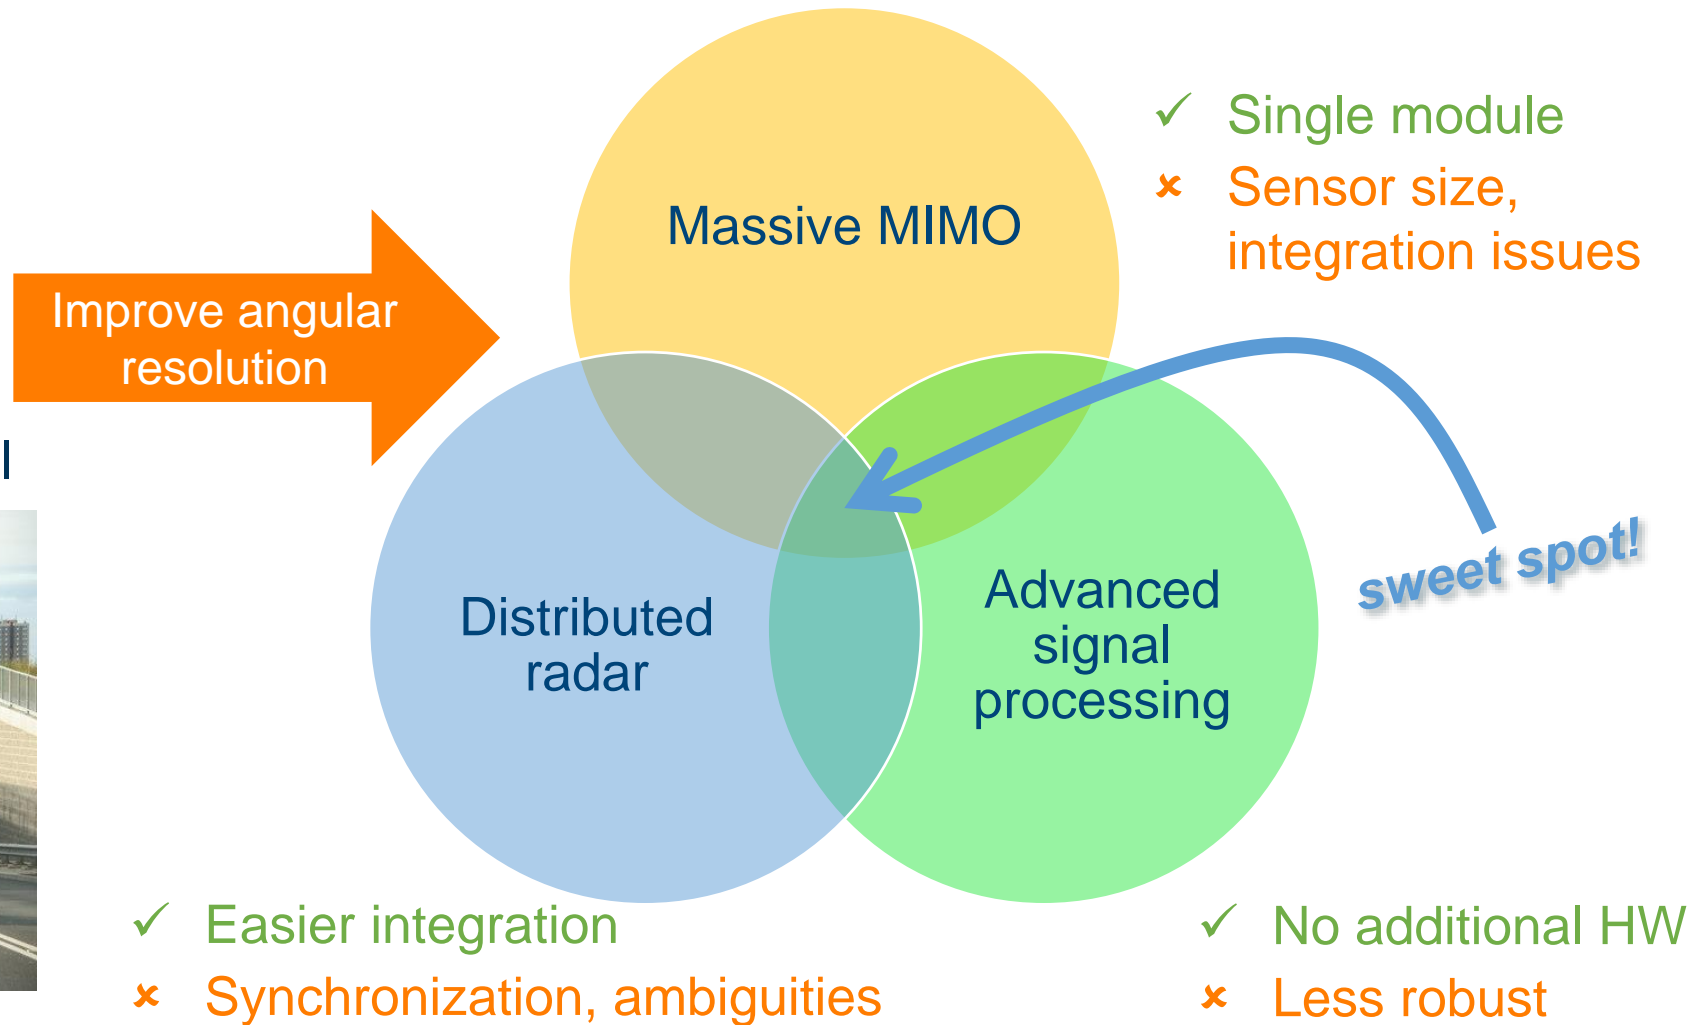 Massive MIMO
✓ Single module
✗ Sensor size,
integration issues
Improve angular
resolution
sweet spot!
Distributed
radar
Advanced
signal
processing
✓ Easier integration
✗ Synchronization, ambiguities
✓ No additional HW
✗ Less robust